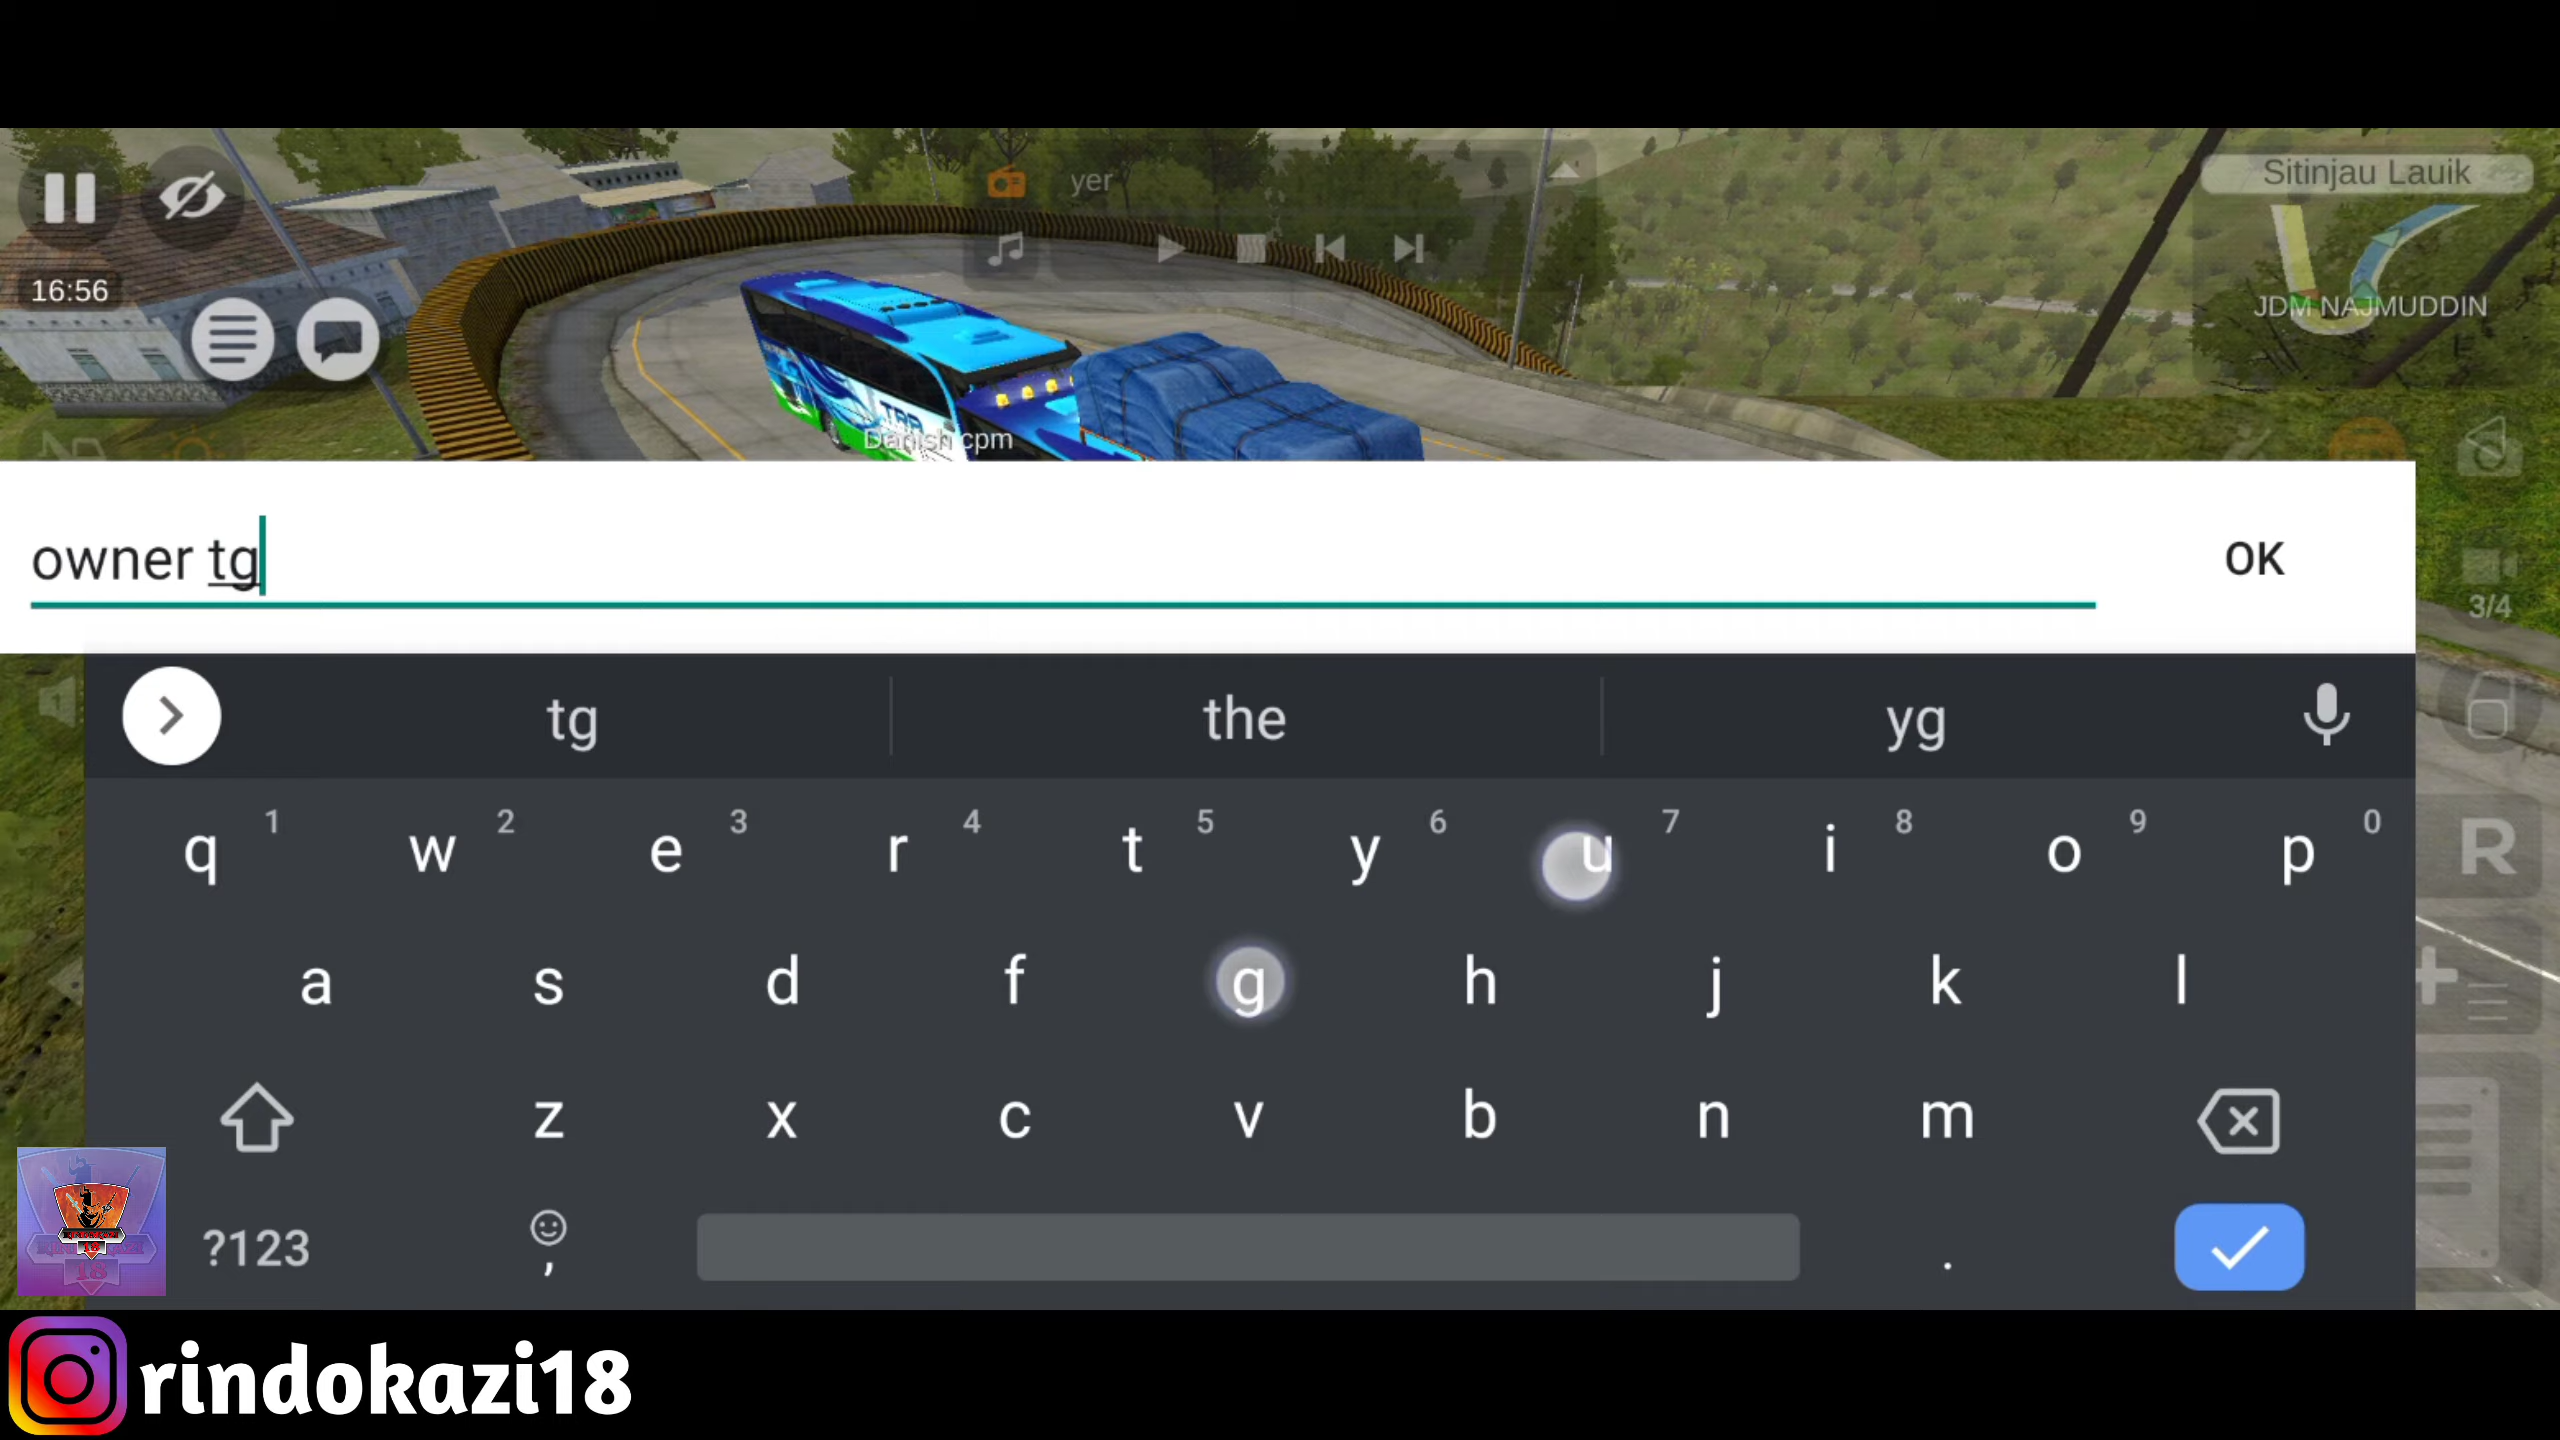 yer
Sitinjau Lauik
16:56
JDM NAJMUDDIN
Danish cpm
owner tg
OK
3/4
tg the yg
q 1 w 2 e 3 r 4 t 5 y 6 u 7 i 8 o 9 p 0
R
a s d f g h j k l
z x c v b n m
?123 , .
18
rindokazi18